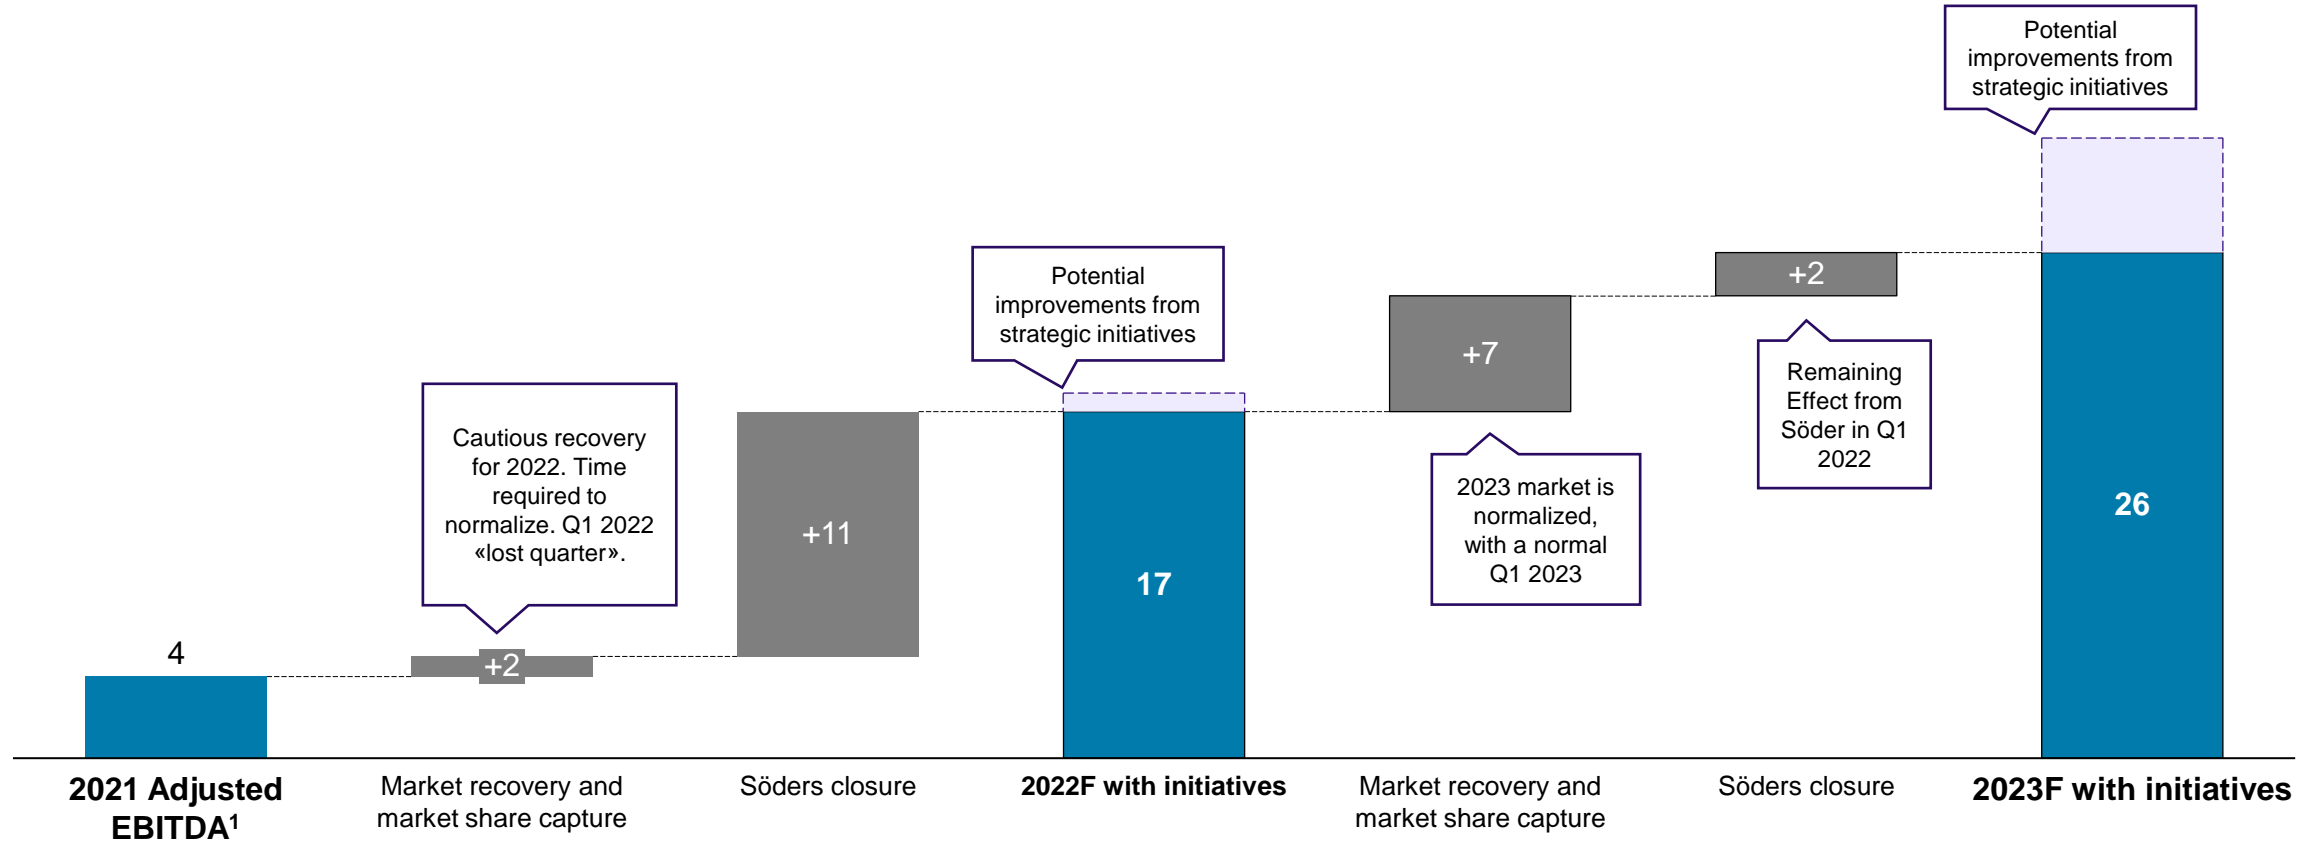 Potential
improvements from
strategic initiatives
Potential
improvements from
strategic initiatives
+2
+7
Remaining
Effect from
Söder in Q1
2022
Cautious recovery
for 2022. Time
required to
normalize. Q1 2022
«lost quarter».
2023 market is
normalized,
with a normal
Q1 2023
26
+11
17
4
+2
2021 Adjusted
EBITDA¹
Market recovery and
market share capture
Söders closure
2022F with initiatives
Market recovery and
market share capture
Söders closure
2023F with initiatives